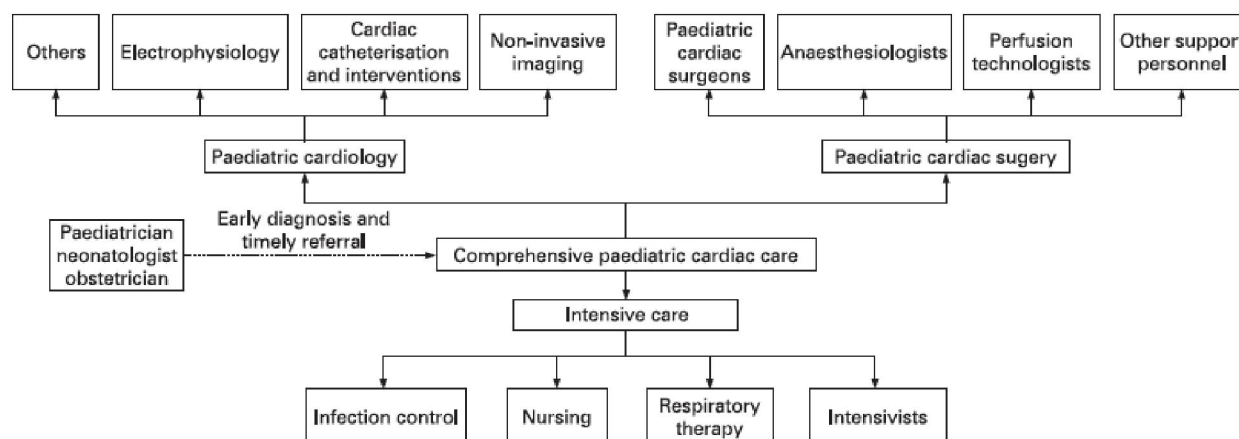 Others
Electrophysiology
Cardiac
catheterisation
and interventions
Non-invasive
imaging
Paediatric
cardiac
surgeons
Anaesthesiologists
Perfusion
technologists
Other support
personnel
Paediatric cardiology
Paediatric cardiac sugery
Early diagnosis and
timely referral
Paediatrician
neonatologist
obstetrician
Comprehensive paediatric cardiac care
Intensive care
Infection control
Nursing
Respiratory
therapy
Intensivists